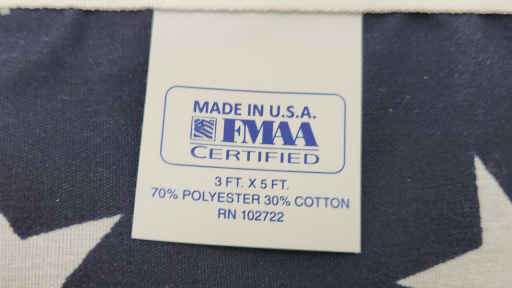 MADE IN U.S.A.
FMAA
CERTIFIED
3 FT. X 5 FT.
70% POLYESTER 30% COTTON
RN 102722